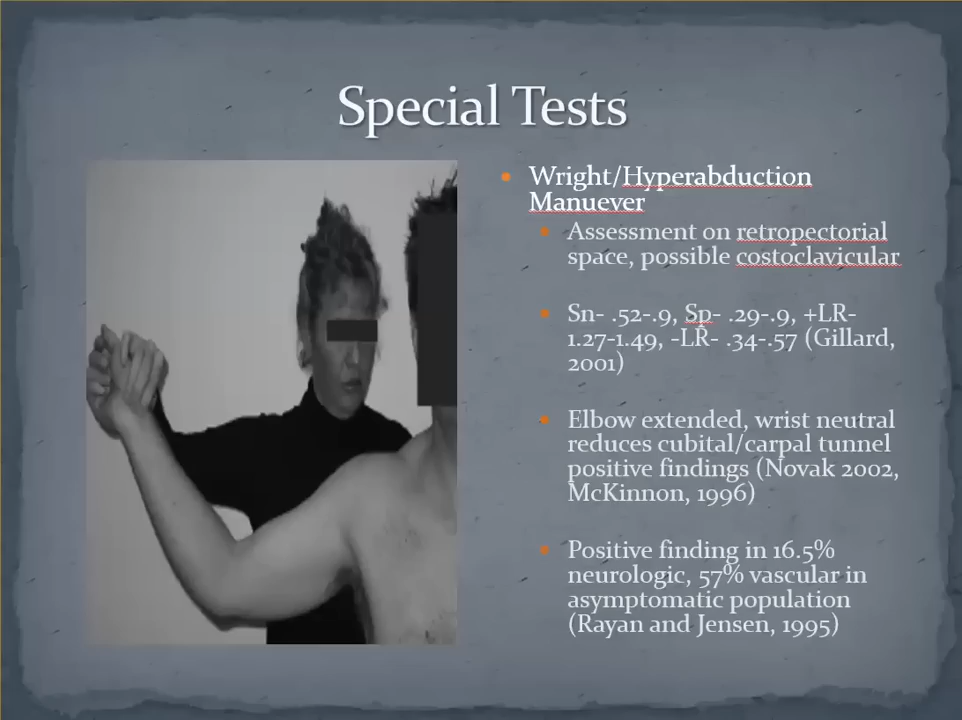 Special Tests
Wright/Hyperabduction
Manuever
Assessment on retropectorial
space, possible costoclavicular
Sn- .52-.9, Sp- .29-.9, +LR-
1.27-1.49, -LR- .34-.57 (Gillard,
2001)
Elbow extended, wrist neutral
reduces cubital/carpal tunnel
positive findings (Novak 2002,
McKinnon, 1996)
Positive finding in 16.5%
neurologic, 57% vascular in
asymptomatic population
(Rayan and Jensen, 1995)